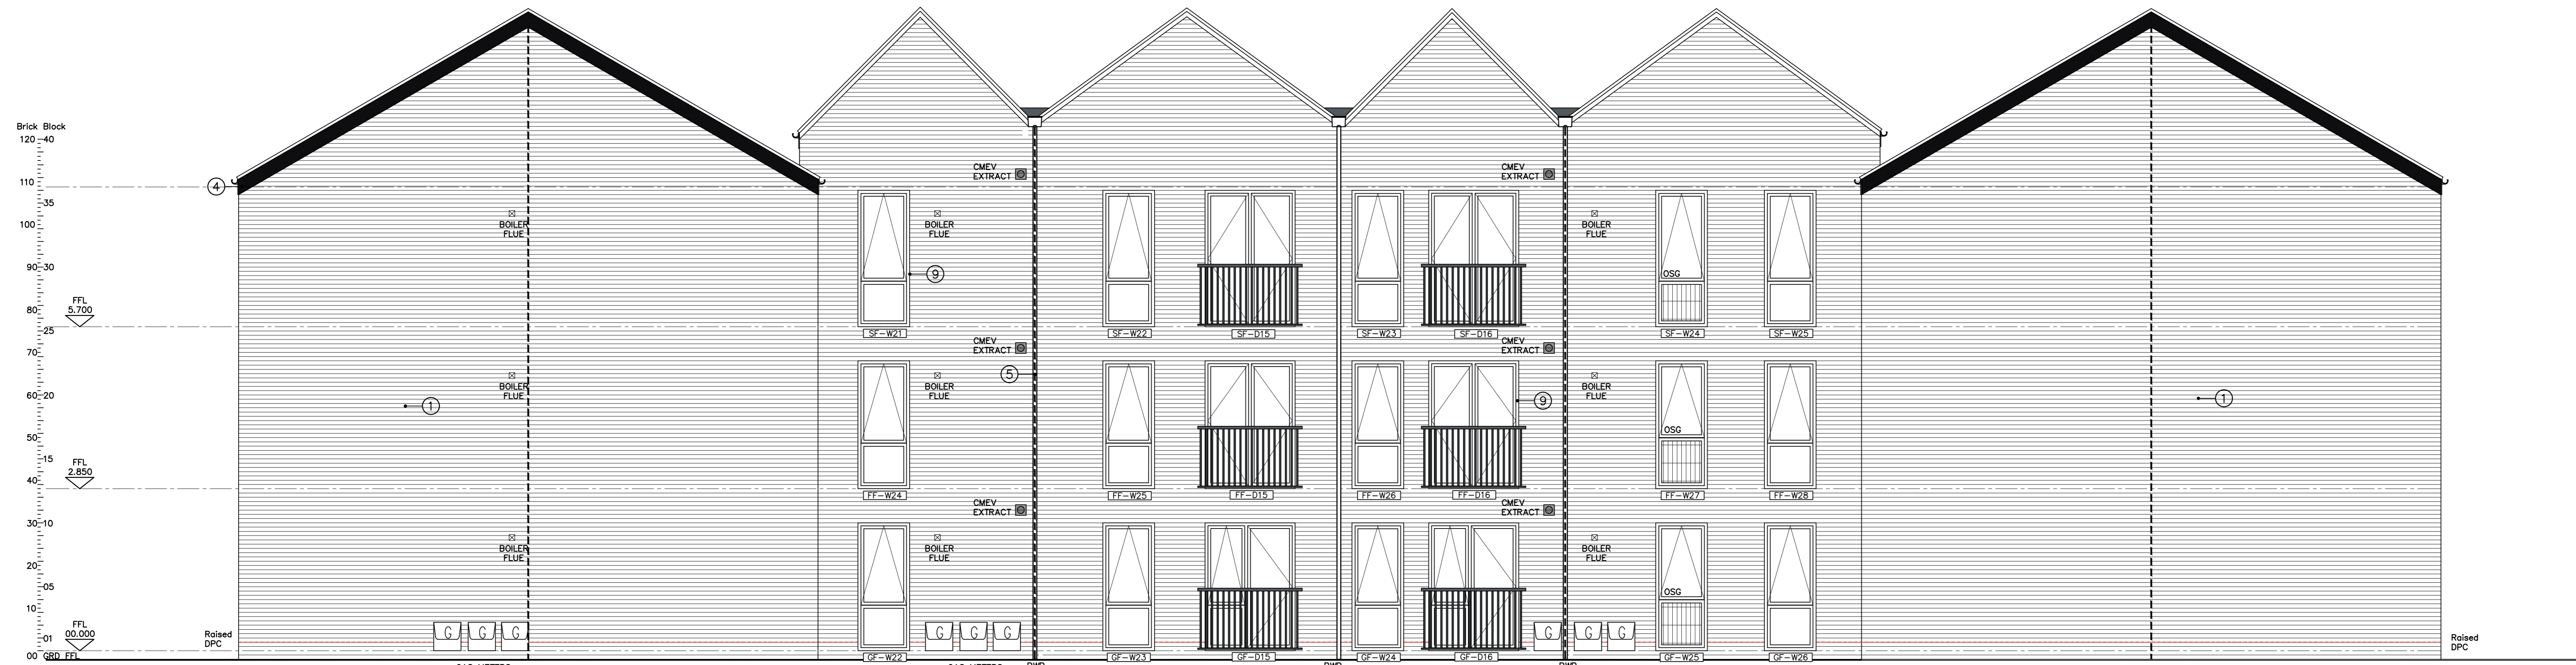 Brick Block
120 40
110
35
100
90 30
80
25
70
60 20
50
15
40
30 10
20
05
10
01
00 GRD FFL
FFL
5.700
FFL
2.850
FFL
00.000
4
Raised
DPC
BOILER
FLUE
BOILER
FLUE
BOILER
FLUE
1
G G G
CMEV
EXTRACT
BOILER
FLUE
9
SF-W21
CMEV
EXTRACT
BOILER
FLUE
5
FF-W24
CMEV
EXTRACT
BOILER
FLUE
G G G
GF-W22
SF-W22
SF-D15
SF-W23
SF-D16
FF-W25
FF-D15
FF-W26
FF-D16
9
GF-W23
GF-D15
GF-W24
GF-D16
CMEV
EXTRACT
BOILER
FLUE
OSG
SF-W24
SF-W25
CMEV
EXTRACT
BOILER
FLUE
OSG
FF-W27
FF-W28
CMEV
EXTRACT
BOILER
FLUE
OSG
G G G
GF-W25
GF-W26
1
Raised
DPC